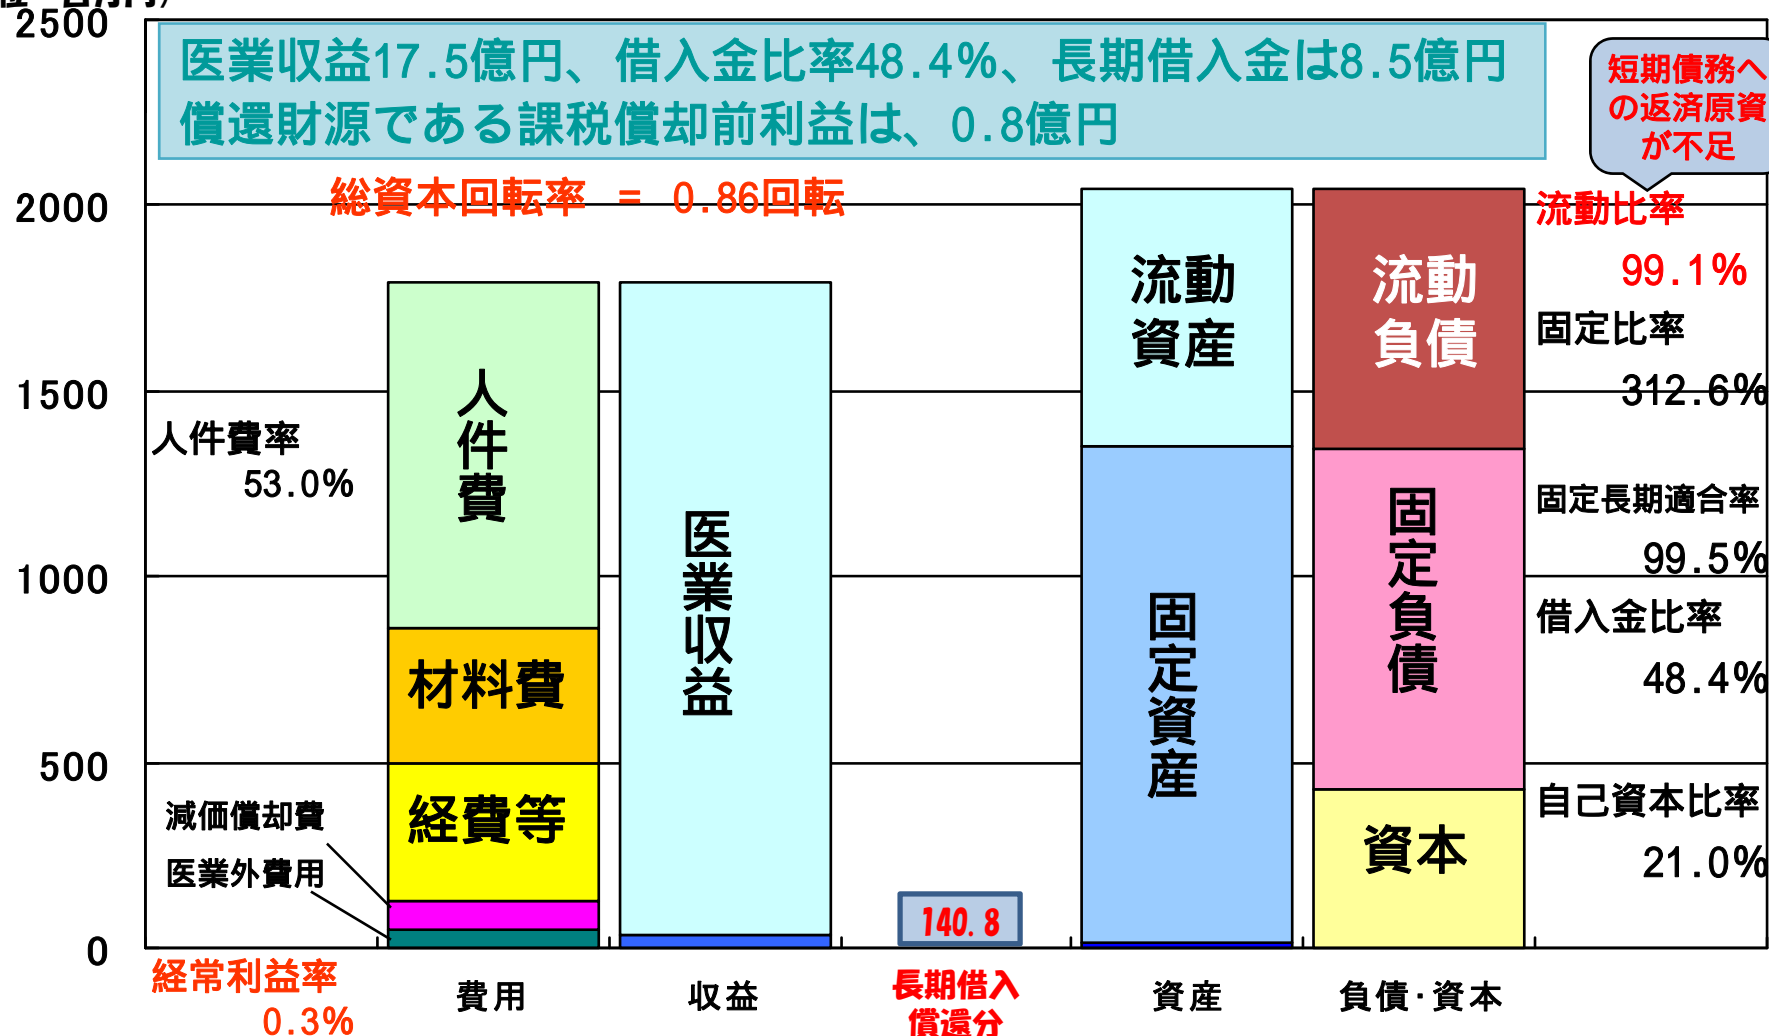 2500
医業収益17.5億円、借入金比率48.4%、長期借入金は8.5億円
償還財源である課税償却前利益は、0.8億円
短期債務へ
の返済原資
が不足
総資本回転率 = 0.86回転
2000
1500
1000
500
0
人件費率
53.0%
減価償却費
医業外費用
経常利益率
0.3%
人件費
材料費
経費等
医業収益
140.8
流動
資産
固定資産
流動
負債
固定負債
資本
流動比率
99.1%
固定比率
312.6%
固定長期適合率
99.5%
借入金比率
48.4%
自己資本比率
21.0%
費用
収益
長期借入
償還分
資産
負債・資本